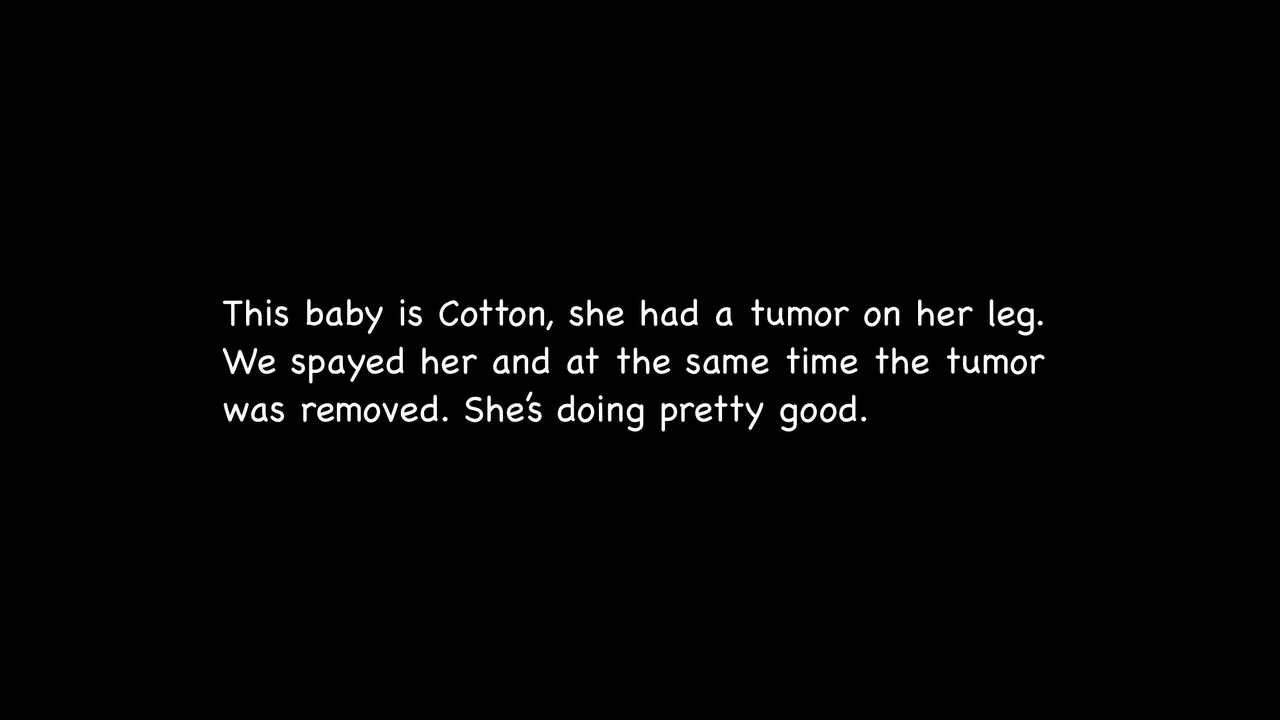 This baby is Cotton, she had a tumor on her leg.
We spayed her and at the same time the tumor
was removed. She's doing pretty good.